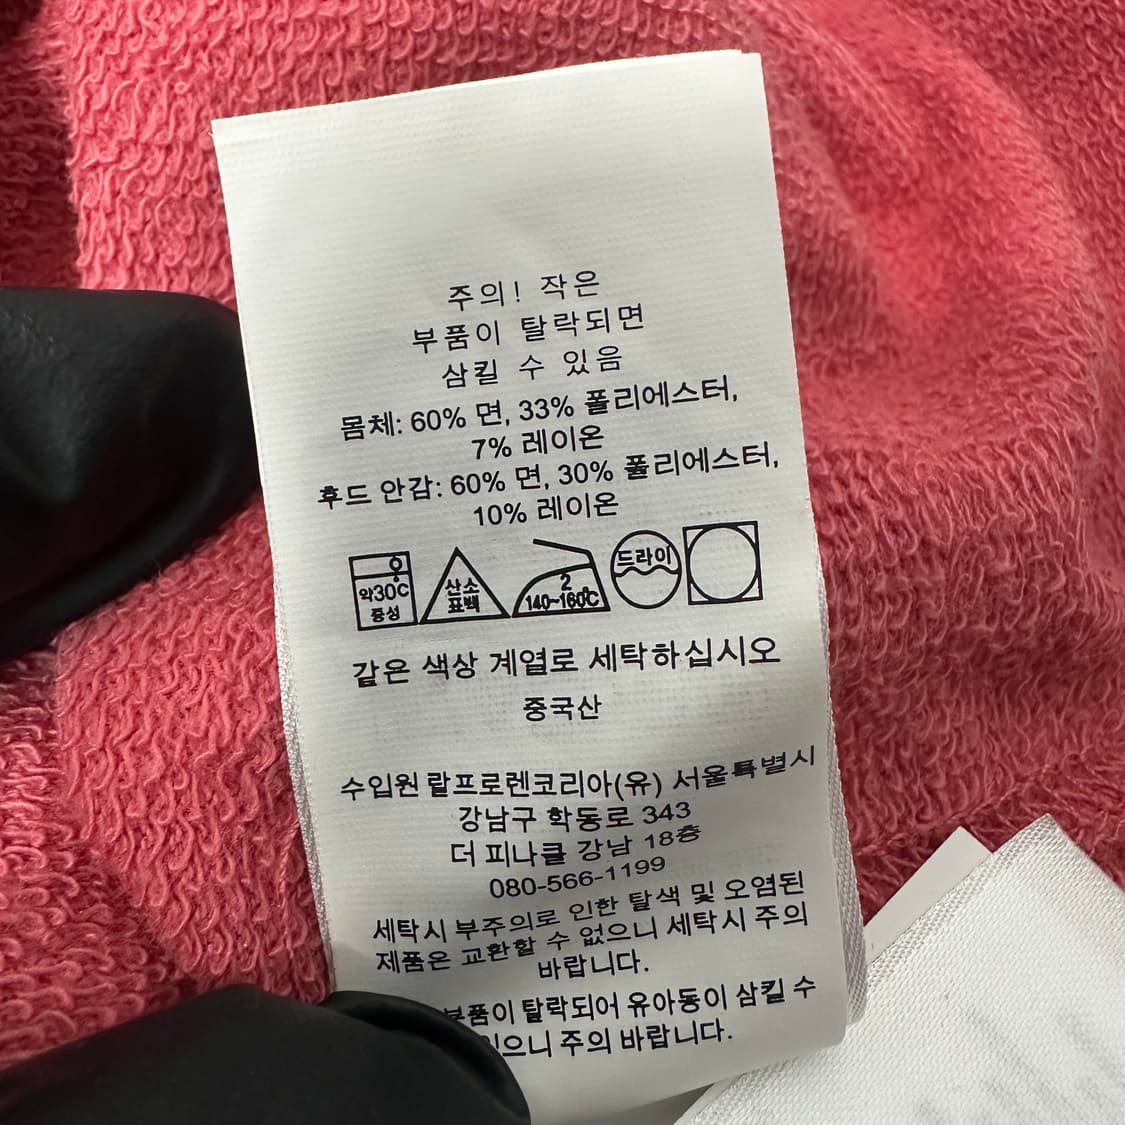 주의! 작은
부품이 탈락되면
삼킬 수 있음
몸체: 60% 면, 33% 폴리에스터,
7% 레이온
후드 안감: 60% 면, 30% 폴리에스터,
10% 레이온
약30℃
중성
산소
표백
2
140~160℃
드라이
같은 색상 계열로 세탁하십시오
중국산
수입원 랄프로렌코리아(유) 서울특별시
강남구 학동로 343
더 피나클 강남 18층
080-566-1199
세탁시 부주의로 인한 탈색 및 오염된
제품은 교환할 수 없으니 세탁시 주의
바랍니다.
탈락되어 유아동이 삼킬 수
주의 바랍니다.